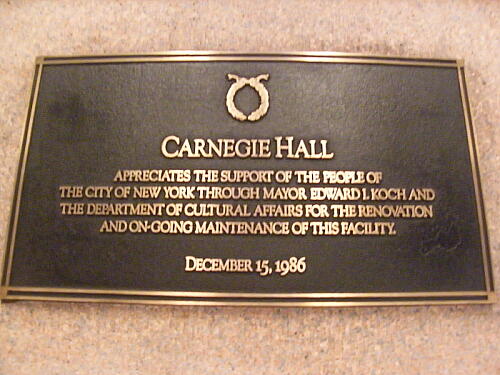 CARNEGIE HALL
APPRECIATES THE SUPPORT OF THE PEOPLE OF
THE CITY OF NEW YORK THROUGH MAYOR EDWARD I. KOCH AND
THE DEPARTMENT OF CULTURAL AFFAIRS FOR THE RENOVATION
AND ON-GOING MAINTENANCE OF THIS FACILITY.
DECEMBER 15, 1986